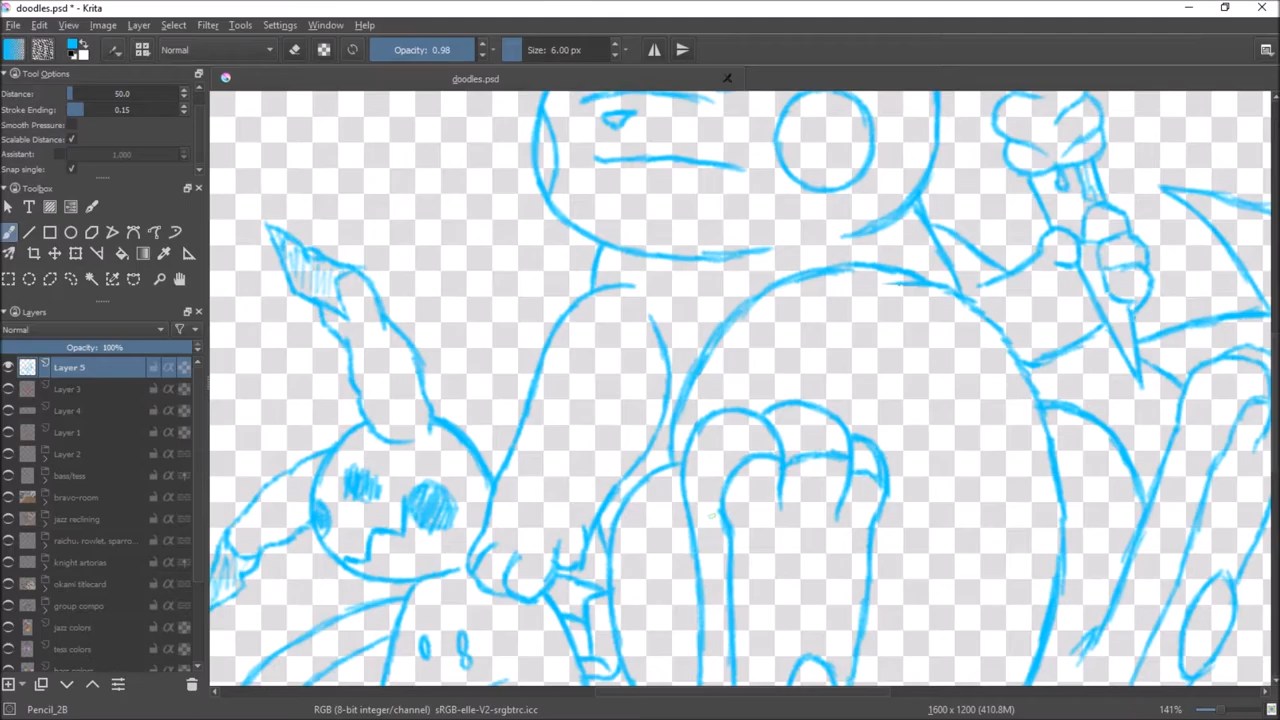 doodles.psd * - Krita
File Edit View Image Layer Select Filter Tools Settings Window Help
Normal Opacity: 0.98 Size: 6.00 px
Tool Options
doodles.psd
Distance: 50.0
Stroke Ending: 0.15
Smooth Pressure:
Scalable Distance:
Assistant: 1.000
Snap single:
Toolbox
Layers
Normal
Opacity: 100%
Layer 5
Layer 3
Layer 4
Layer 1
Layer 2
bass/tess
bravo-room
jazz reclining
raichu, rowlet, sparro...
knight artorias
okami titlecard
group compo
jazz colors
tess colors
Pencil_2B RGB (8-bit integer/channel) sRGB-elle-V2-srgbtrc.icc 1600 x 1200 (410.8M) 141%